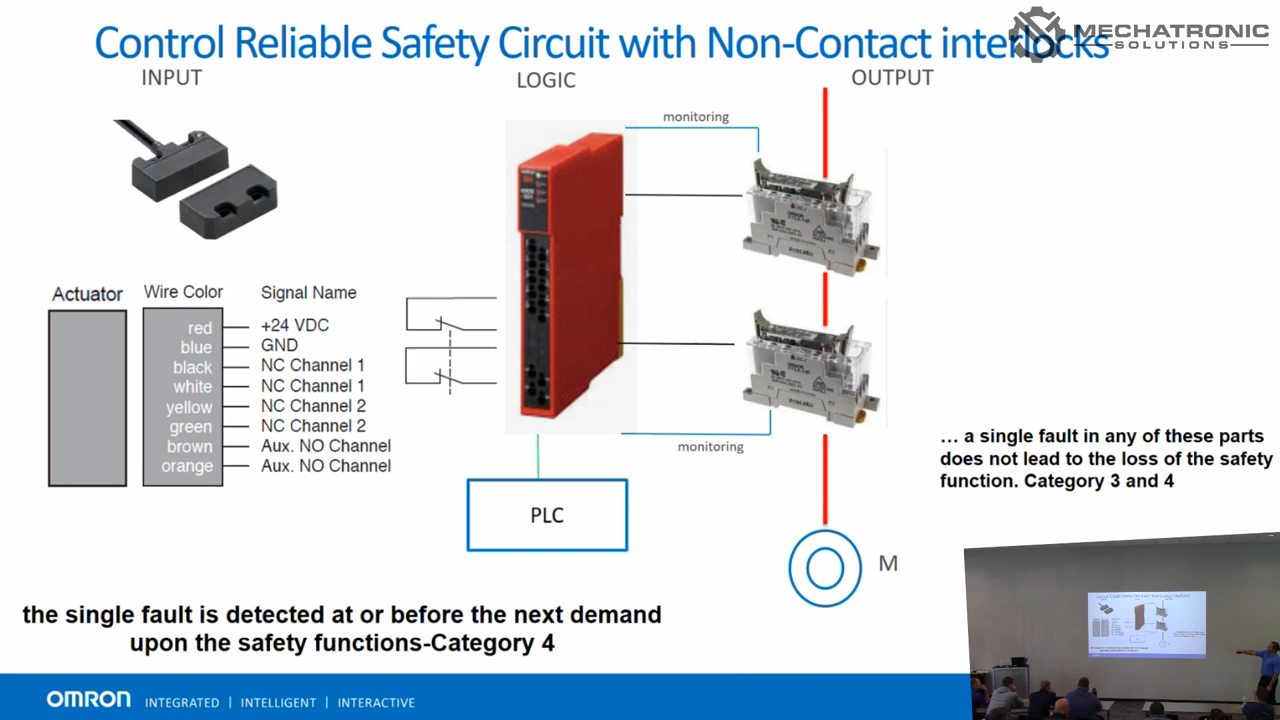 Control Reliable Safety Circuit with Non-Contact interlocks
MECHATRONIC
SOLUTIONS
INPUT
LOGIC
OUTPUT
monitoring
Actuator
Wire Color
Signal Name
red
+24 VDC
blue
GND
black
NC Channel 1
white
NC Channel 1
yellow
NC Channel 2
green
NC Channel 2
brown
Aux. NO Channel
orange
Aux. NO Channel
monitoring
PLC
M
... a single fault in any of these parts
does not lead to the loss of the safety
function. Category 3 and 4
the single fault is detected at or before the next demand
upon the safety functions-Category 4
OMRON
INTEGRATED | INTELLIGENT | INTERACTIVE